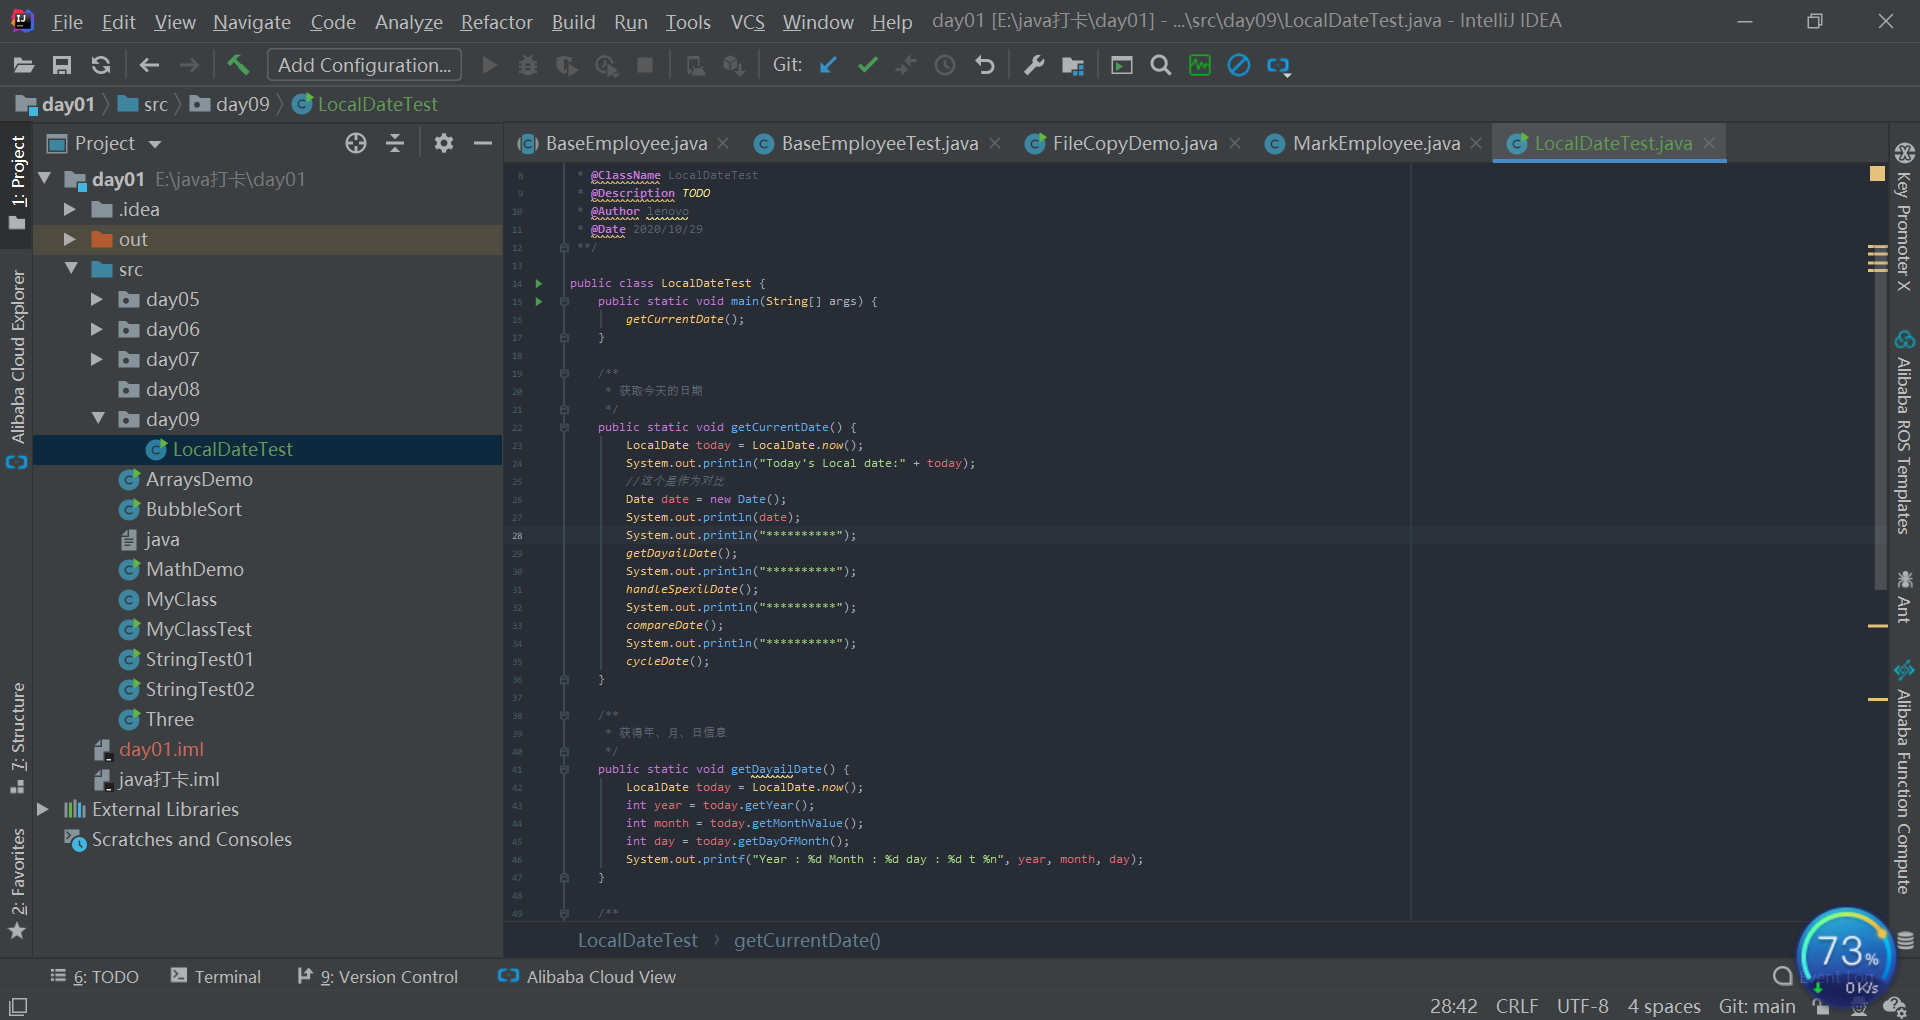 File Edit View Navigate Code Analyze Refactor Build Run Tools VCS Window Help day01 [E:\java打卡\day01] - ...\src\day09\LocalDateTest.java - IntelliJ IDEA
Add Configuration... Git:
day01 src day09 LocalDateTest
Project
BaseEmployee.java BaseEmployeeTest.java FileCopyDemo.java MarkEmployee.java LocalDateTest.java
1: Project
Alibaba Cloud Explorer
7: Structure
2: Favorites
day01 E:\java打卡\day01
.idea
out
src
day05
day06
day07
day08
day09
LocalDateTest
ArraysDemo
BubbleSort
java
MathDemo
MyClass
MyClassTest
StringTest01
StringTest02
Three
day01.iml
java打卡.iml
External Libraries
Scratches and Consoles
8 * @ClassName LocalDateTest
9 * @Description TODO
10 * @Author lenovo
11 * @Date 2020/10/29
12 **/
13
14 public class LocalDateTest {
15 public static void main(String[] args) {
16 getCurrentDate();
17 }
18
19 /**
20 * 获取今天的日期
21 */
22 public static void getCurrentDate() {
23 LocalDate today = LocalDate.now();
24 System.out.println("Today's Local date:" + today);
25 //这个是作为对比
26 Date date = new Date();
27 System.out.println(date);
28 System.out.println("**********");
29 getDayailDate();
30 System.out.println("**********");
31 handleSpexilDate();
32 System.out.println("**********");
33 compareDate();
34 System.out.println("**********");
35 cycleDate();
36 }
37
38 /**
39 * 获得年、月、日信息
40 */
41 public static void getDayailDate() {
42 LocalDate today = LocalDate.now();
43 int year = today.getYear();
44 int month = today.getMonthValue();
45 int day = today.getDayOfMonth();
46 System.out.printf("Year : %d Month : %d day : %d t %n", year, month, day);
47 }
48
49 /**
LocalDateTest > getCurrentDate()
Key Promoter X
Alibaba ROS Templates
Ant
Alibaba Function Compute
6: TODO Terminal 9: Version Control Alibaba Cloud View Event Log
73%
0K/s
28:42 CRLF UTF-8 4 spaces Git: main